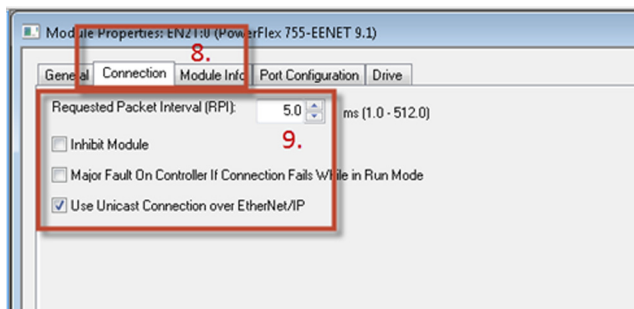 Module Properties: EN2T:0 (PowerFlex 755-EENET 9.1)
8.
General Connection Module Info Port Configuration Drive
Requested Packet Interval (RPI): 5.0 ms (1.0 - 512.0)
9.
Inhibit Module
Major Fault On Controller If Connection Fails While in Run Mode
Use Unicast Connection over EtherNet/IP